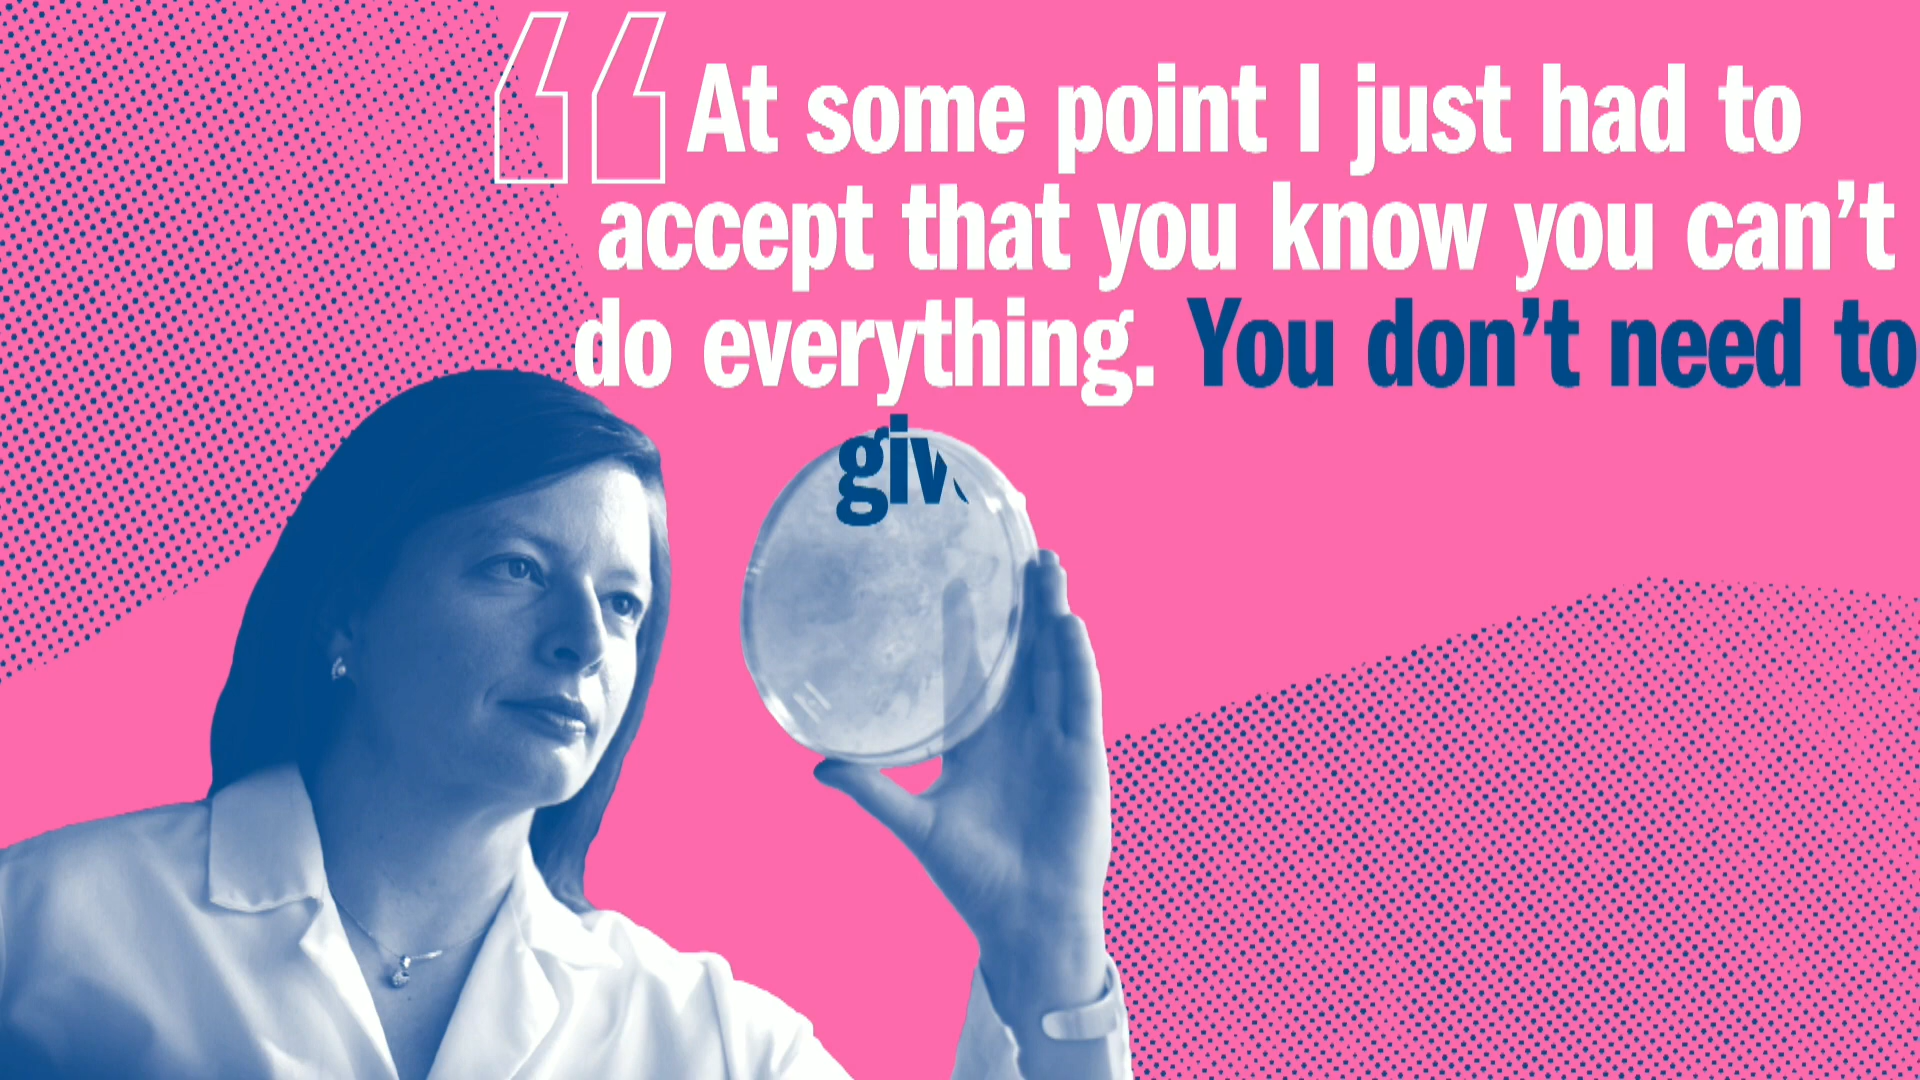 “At some point I just had to
accept that you know you can’t
do everything. You don’t need to